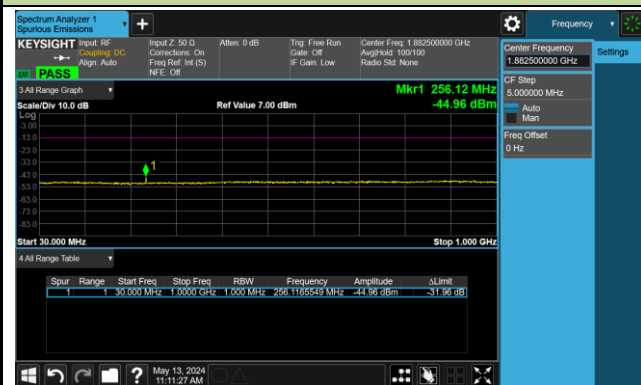 Spectrum Analyzer 1
Spurious Emissions
Frequency
KEYSIGHT
Input: RF
Coupling: DC
Align: Auto
Input Z: 50 Ω
Corrections: On
Freq Ref: Int (S)
NFE: Off
Atten: 0 dB
Trig: Free Run
Gate: Off
IF Gain: Low
Center Freq: 1.882500000 GHz
Avg|Hold: 100/100
Radio Std: None
PASS
Center Frequency
1.882500000 GHz
Settings
CF Step
5.000000 MHz
Auto
Man
Freq Offset
0 Hz
3 All Range Graph
Mkr1 256.12 MHz
Scale/Div 10.0 dB
Ref Value 7.00 dBm
-44.96 dBm
Log
-3.00
-13.0
-23.0
-33.0
-43.0
-53.0
-63.0
-73.0
-83.0
1
Start 30.000 MHz
Stop 1.000 GHz
4 All Range Table
Spur Range Start Freq Stop Freq RBW Frequency Amplitude ΔLimit
1 1 30.000 MHz 1.0000 GHz 1.000 MHz 256.1165549 MHz -44.96 dBm -31.96 dB
May 13, 2024
11:11:27 AM